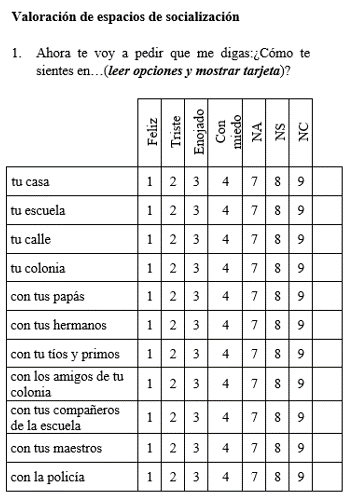 Valoración de espacios de socialización
1. Ahora te voy a pedir que me digas:¿Cómo te
sientes en…(leer opciones y mostrar tarjeta)?
Feliz Triste Enojado Con miedo NA NS NC
tu casa 1 2 3 4 7 8 9
tu escuela 1 2 3 4 7 8 9
tu calle 1 2 3 4 7 8 9
tu colonia 1 2 3 4 7 8 9
con tus papás 1 2 3 4 7 8 9
con tus hermanos 1 2 3 4 7 8 9
con tu tíos y primos 1 2 3 4 7 8 9
con los amigos de tu
colonia 1 2 3 4 7 8 9
con tus compañeros
de la escuela 1 2 3 4 7 8 9
con tus maestros 1 2 3 4 7 8 9
con la policía 1 2 3 4 7 8 9